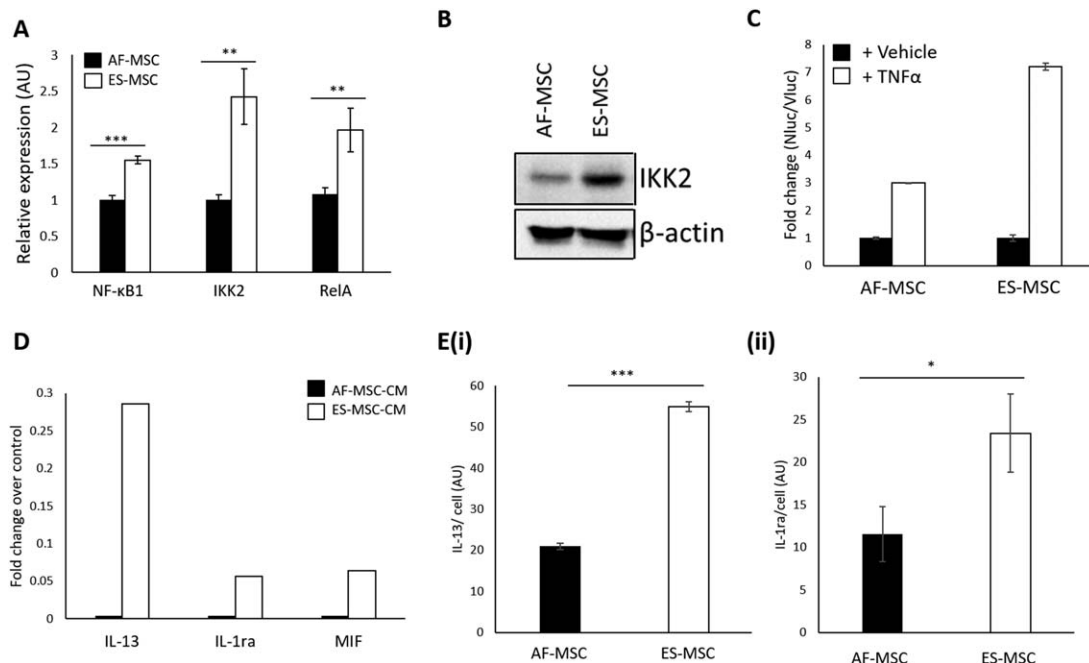 A
AF-MSC
ES-MSC
Relative expression (AU)
3
2.5
2
1.5
1
0.5
0
***
**
**
NF-κB1 IKK2 RelA
B
AF-MSC
ES-MSC
IKK2
β-actin
C
+ Vehicle
+ TNFα
Fold change (Nluc/Vluc)
8
7
6
5
4
3
2
1
0
AF-MSC ES-MSC
D
AF-MSC-CM
ES-MSC-CM
Fold change over control
0.3
0.25
0.2
0.15
0.1
0.05
0
IL-13 IL-1ra MIF
E(i)
***
IL-13/ cell (AU)
60
50
40
30
20
10
0
AF-MSC ES-MSC
(ii)
*
IL-1ra/cell (AU)
30
25
20
15
10
5
0
AF-MSC ES-MSC